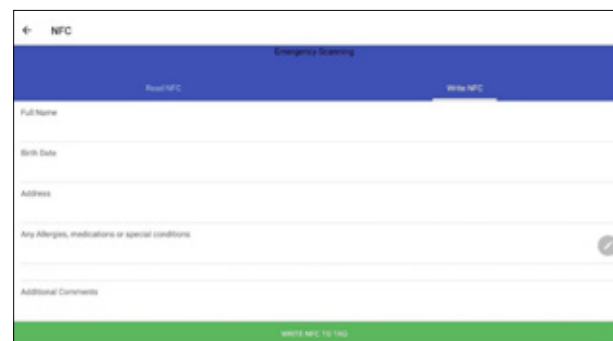 NFC
Emergency Scanning
Read NFC
Write NFC
Full Name
Birth Date
Address
Any Allergies, medications or special conditions
Additional Comments
WRITE NFC TO TAG